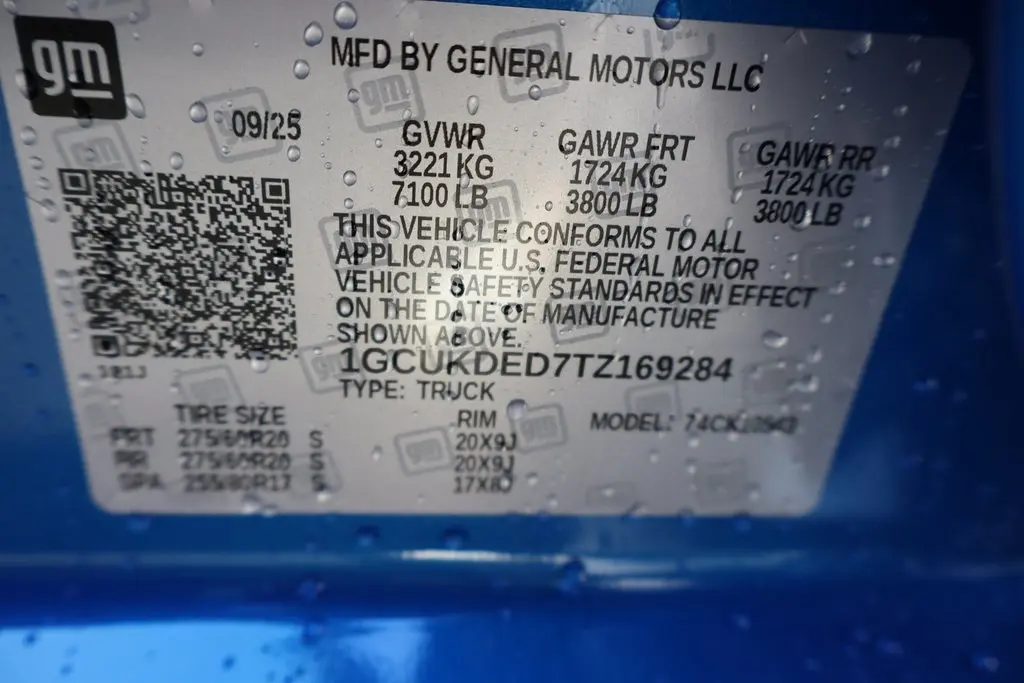 gm
MFD BY GENERAL MOTORS LLC
09/25
GVWR GAWR FRT GAWR RR
3221 KG 1724 KG 1724 KG
7100 LB 3800 LB 3800 LB
THIS VEHICLE CONFORMS TO ALL
APPLICABLE U.S. FEDERAL MOTOR
VEHICLE SAFETY STANDARDS IN EFFECT
ON THE DATE OF MANUFACTURE
SHOWN ABOVE.
1GCUKDED7TZ169284
TYPE: TRUCK
TIRE SIZE RIM MODEL:
FRT 275/60R20 S 20X9J
RR 275/60R20 S 20X9J
SPA 255/80R17 S 17X8J